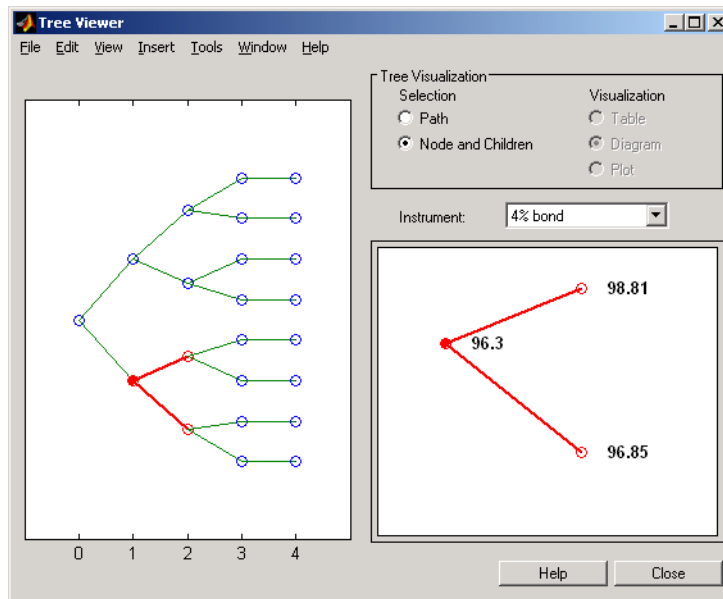 Tree Viewer
File Edit View Insert Tools Window Help
Tree Visualization
Selection
Visualization
Path
Table
Node and Children
Diagram
Plot
Instrument:
4% bond
98.81
96.3
96.85
0 1 2 3 4
Help
Close